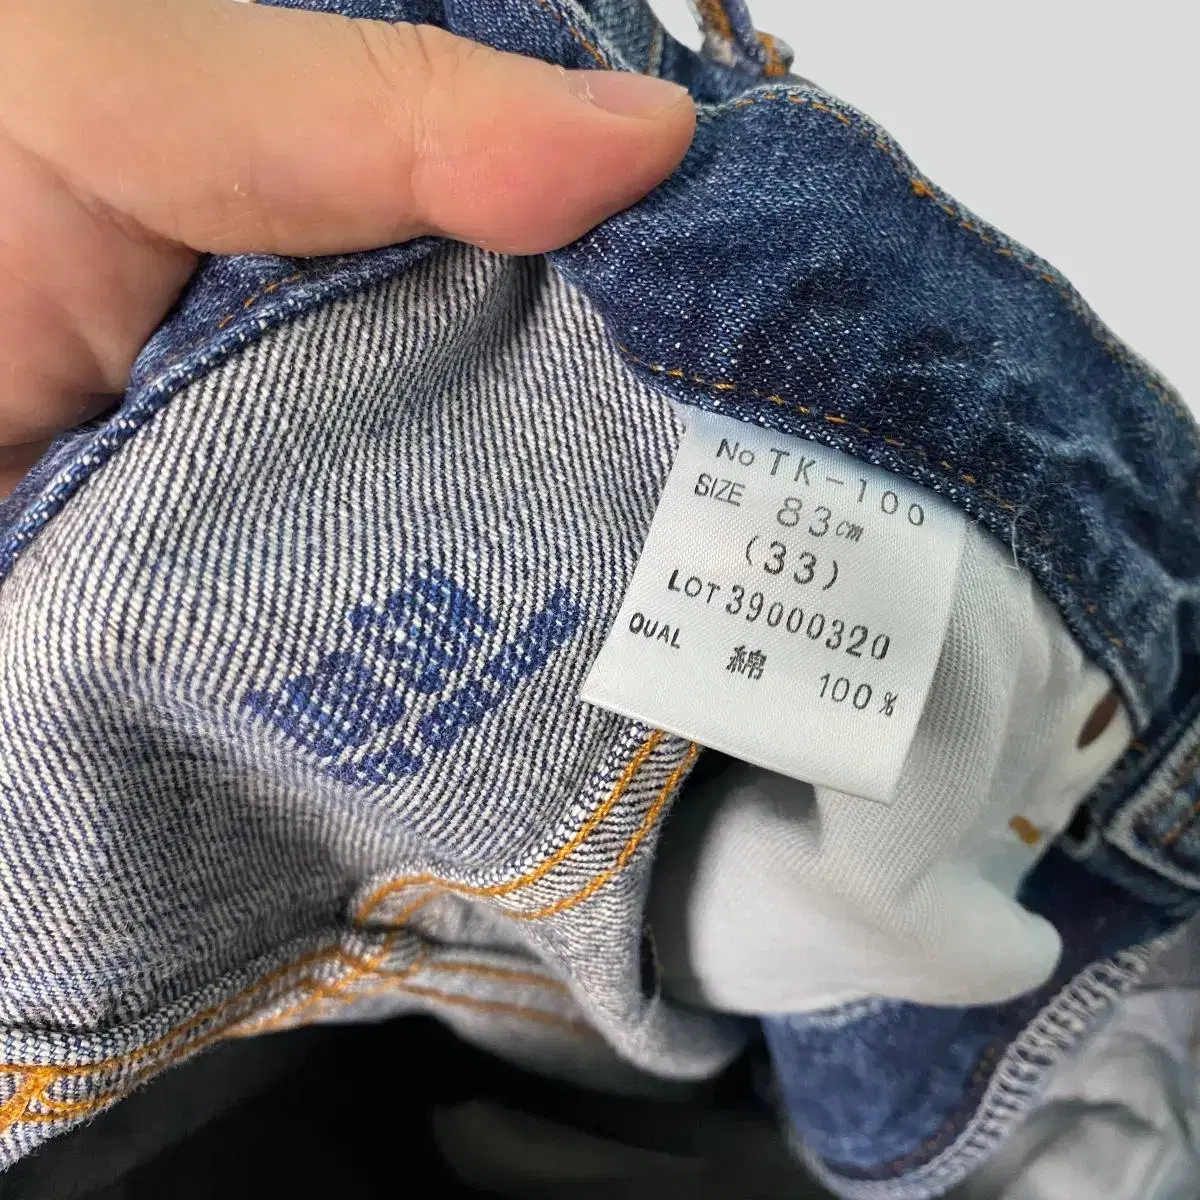 No TK-100
SIZE 83cm
(33)
LOT 39000320
QUAL 綿 100%